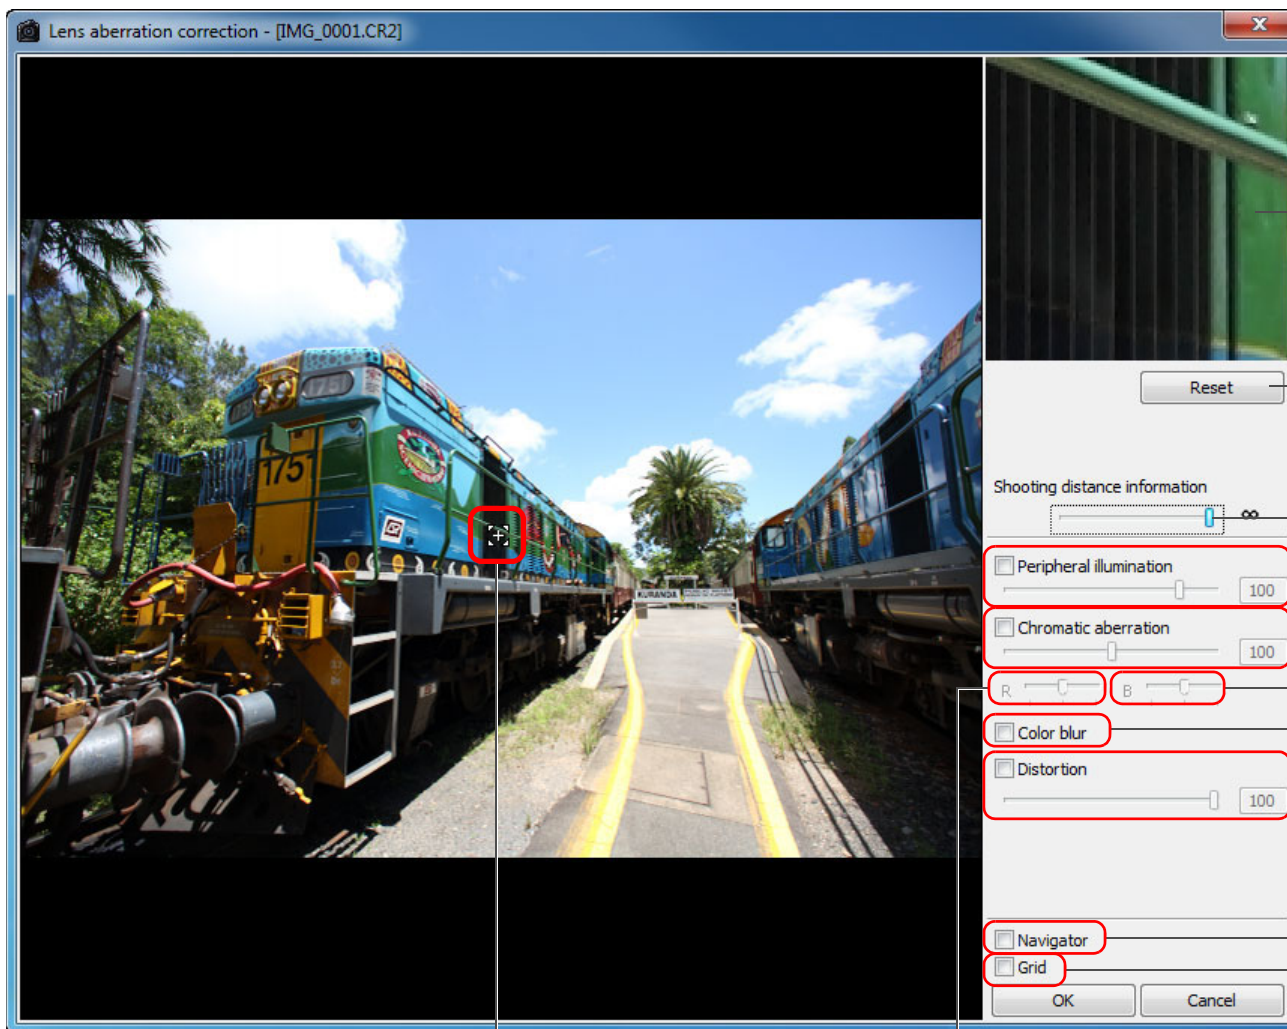 Lens aberration correction - [IMG_0001.CR2]
Reset
Shooting distance information
∞
Peripheral illumination
100
Chromatic aberration
100
R B
Color blur
Distortion
100
Navigator
Grid
OK Cancel
1751
175
KURANDA